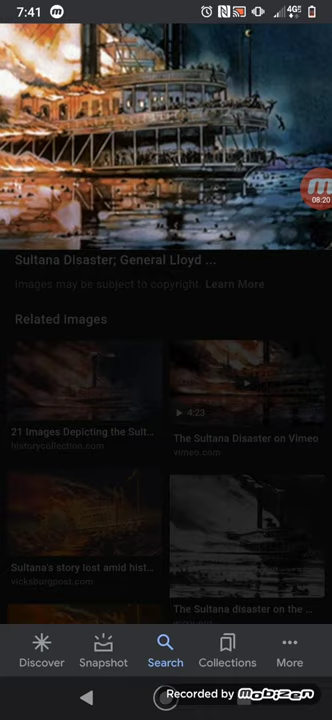 7:41
4G
08:20
Sultana Disaster; General Lloyd ...
Images may be subject to copyright. Learn More
Related Images
21 Images Depicting the Sult...
historycollection.com
4:23
The Sultana Disaster on Vimeo
vimeo.com
Sultana's story lost amid hist...
vicksburgpost.com
The Sultana disaster on the ...
Discover
Snapshot
Search
Collections
More
Recorded by mobizen